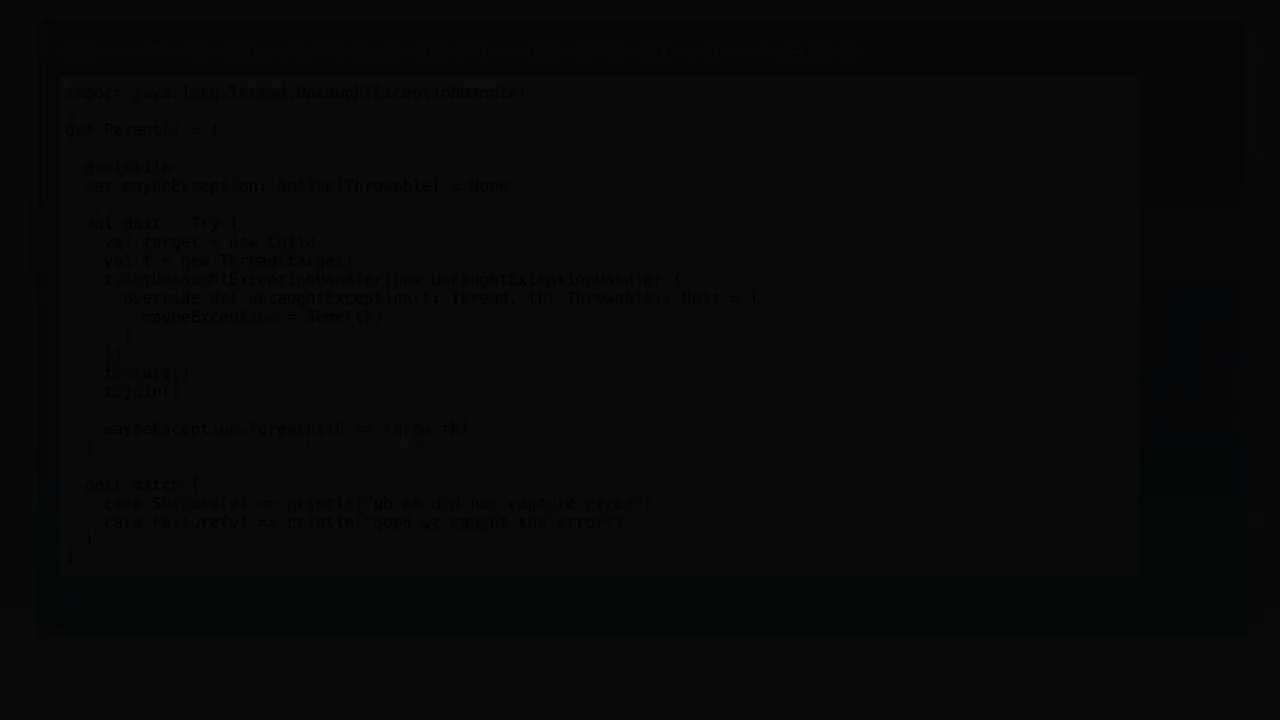 import java.lang.Thread.UncaughtExceptionHandler
def Parent() = {
@volatile
var maybeException: Option[Throwable] = None
val doit = Try {
val target = new Child
val t = new Thread(target)
t.setUncaughtExceptionHandler(new UncaughtExceptionHandler {
override def uncaughtException(t: Thread, th: Throwable): Unit = {
maybeException = Some(th)
}
})
t.start()
t.join()
maybeException.foreach(th => throw th)
}
doit match {
case Success(v) => println("uh oh did not capture error")
case Failure(v) => println("good we caught the error")
}
}